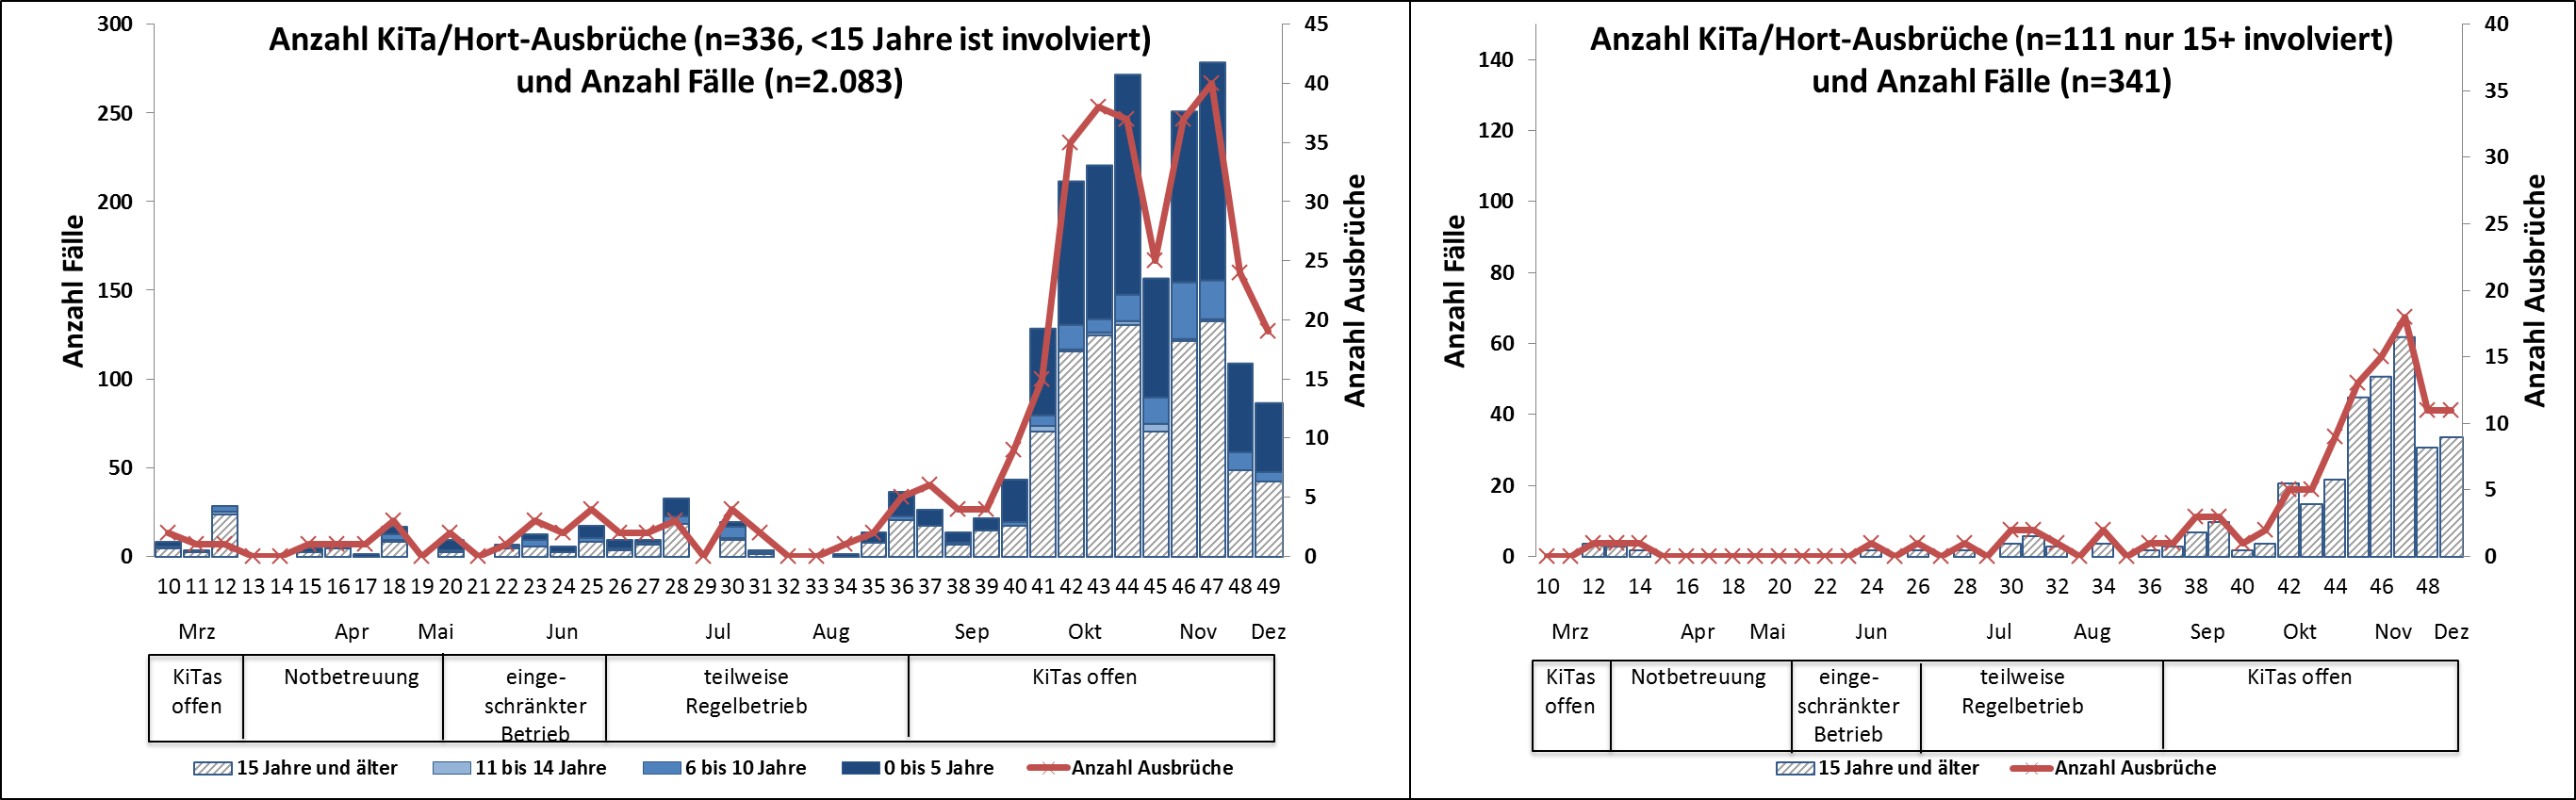 Anzahl KiTa/Hort-Ausbrüche (n=336, <15 Jahre ist involviert)
und Anzahl Fälle (n=2.083)
300
250
200
150
100
50
0
Anzahl Fälle
45
40
35
30
25
20
15
10
5
0
Anzahl Ausbrüche
10 11 12 13 14 15 16 17 18 19 20 21 22 23 24 25 26 27 28 29 30 31 32 33 34 35 36 37 38 39 40 41 42 43 44 45 46 47 48 49
Mrz Apr Mai Jun Jul Aug Sep Okt Nov Dez
KiTas
offen
Notbetreuung
einge-
schränkter
Betrieb
teilweise
Regelbetrieb
KiTas offen
15 Jahre und älter 11 bis 14 Jahre 6 bis 10 Jahre 0 bis 5 Jahre Anzahl Ausbrüche
Anzahl KiTa/Hort-Ausbrüche (n=111 nur 15+ involviert)
und Anzahl Fälle (n=341)
140
120
100
80
60
40
20
0
Anzahl Fälle
40
35
30
25
20
15
10
5
0
Anzahl Ausbrüche
10 12 14 16 18 20 22 24 26 28 30 32 34 36 38 40 42 44 46 48
Mrz Apr Mai Jun Jul Aug Sep Okt Nov Dez
KiTas
offen
Notbetreuung
einge-
schränkter
Betrieb
teilweise
Regelbetrieb
KiTas offen
15 Jahre und älter Anzahl Ausbrüche